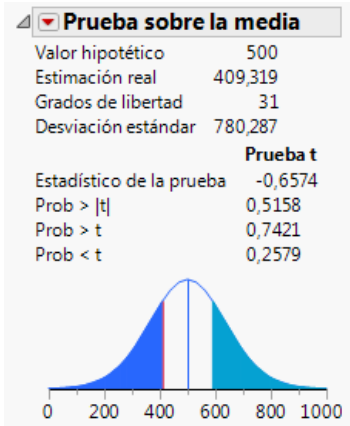 Prueba sobre la media
Valor hipotético 500
Estimación real 409,319
Grados de libertad 31
Desviación estándar 780,287
Prueba t
Estadístico de la prueba -0,6574
Prob > |t| 0,5158
Prob > t 0,7421
Prob < t 0,2579
0 200 400 600 800 1000